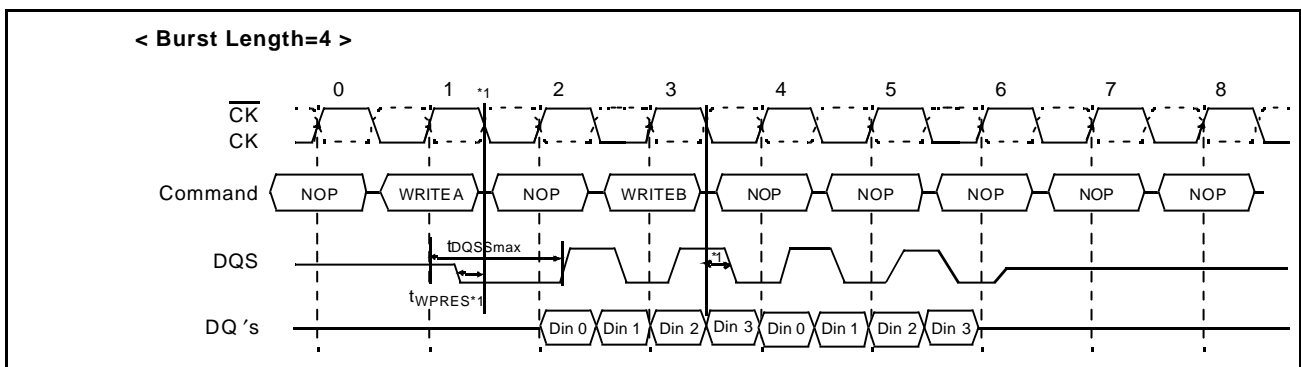 < Burst Length=4 >
0 1 *1 2 3 4 5 6 7 8
CK
CK
Command NOP WRITEA NOP WRITEB NOP NOP NOP NOP NOP
tDQSSmax
DQS *1
tWPRES*1
DQ ′s Din 0 Din 1 Din 2 Din 3 Din 0 Din 1 Din 2 Din 3